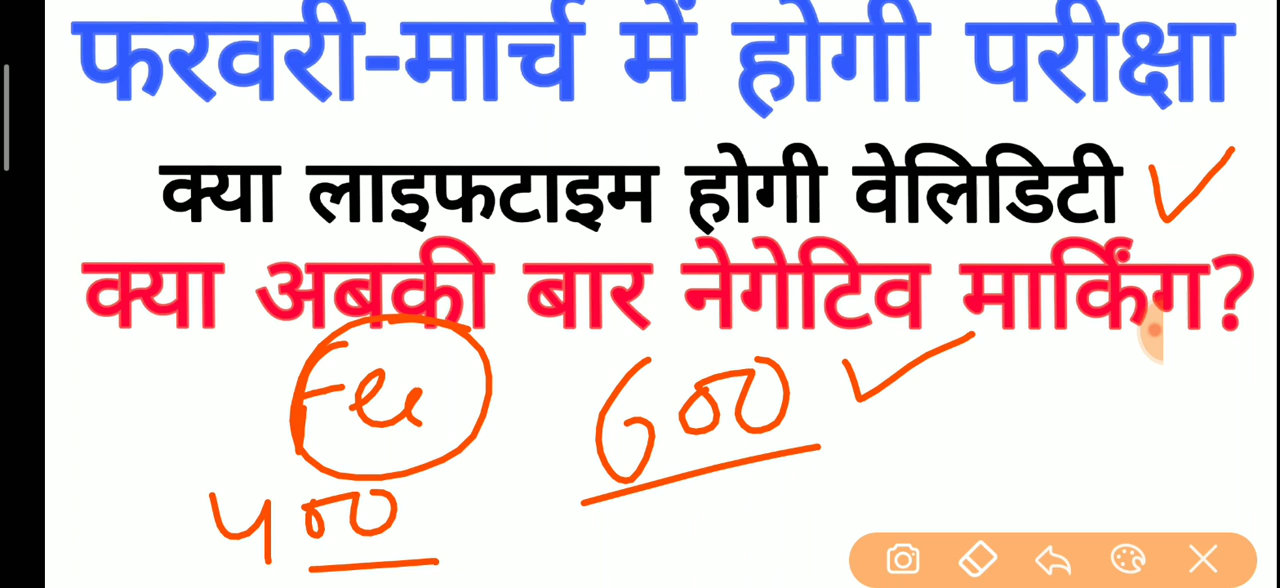 फरवरी-मार्च में होगी परीक्षा
क्या लाइफटाइम होगी वेलिडिटी
क्या अबकी बार नेगेटिव मार्किंग?
Fee 600
400